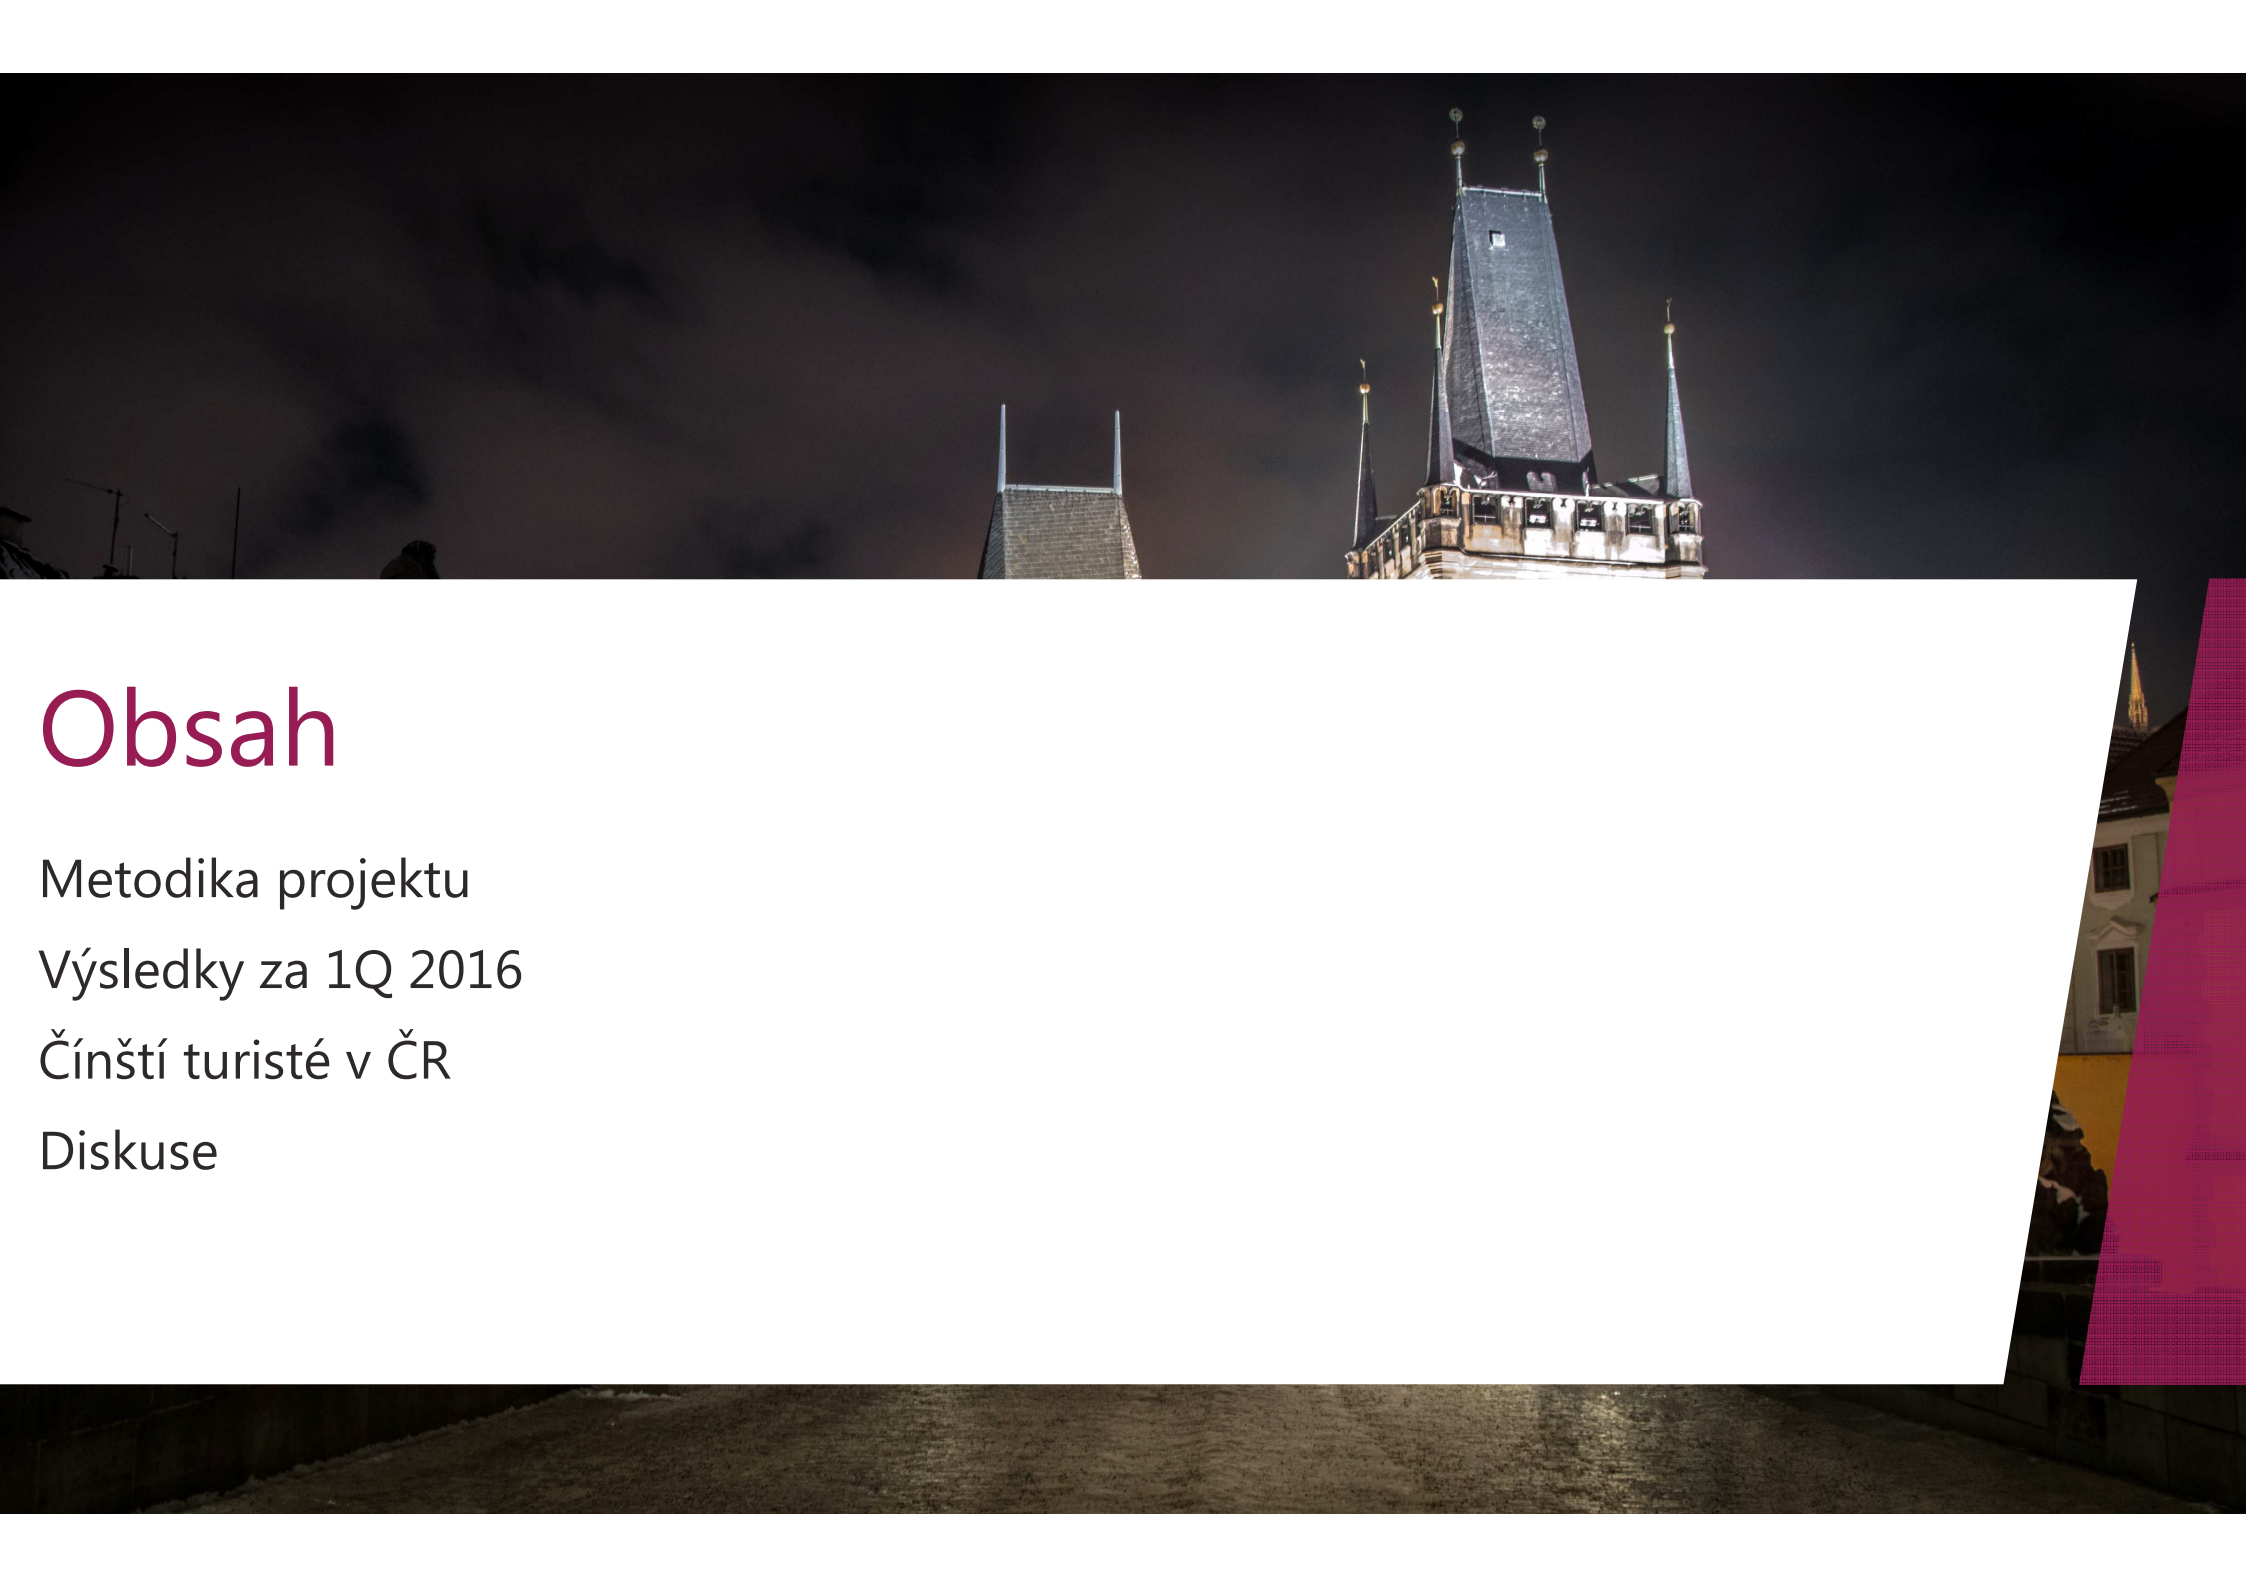 Obsah
Metodika projektu
Výsledky za 1Q 2016
Čínští turisté v ČR
Diskuse